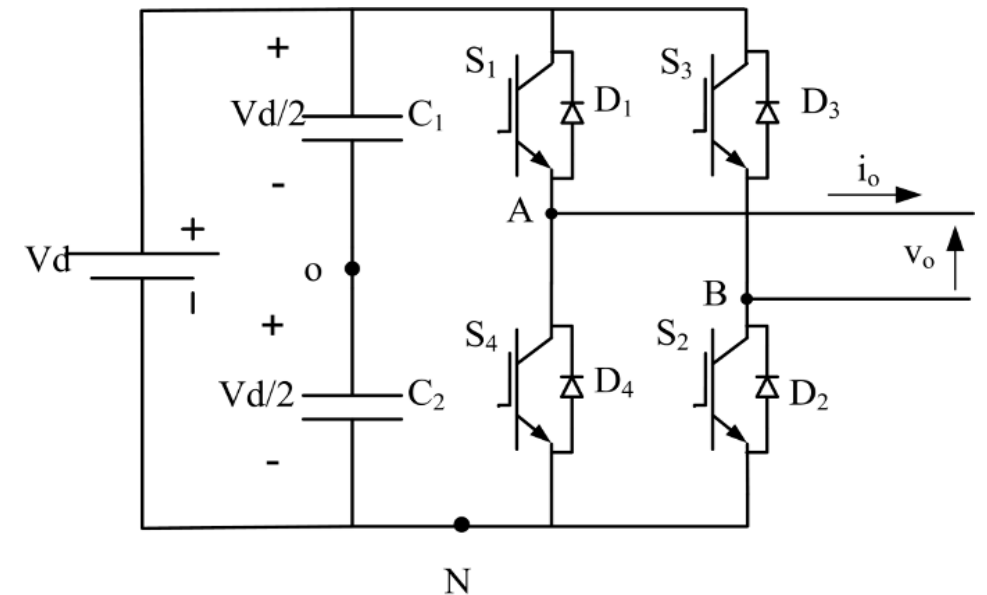 +
S₁
S₃
Vd/2
C₁
D₁
D₃
-
iₒ
A
+
Vd
o
vₒ
B
-
+
S₄
S₂
Vd/2
C₂
D₄
D₂
-
N